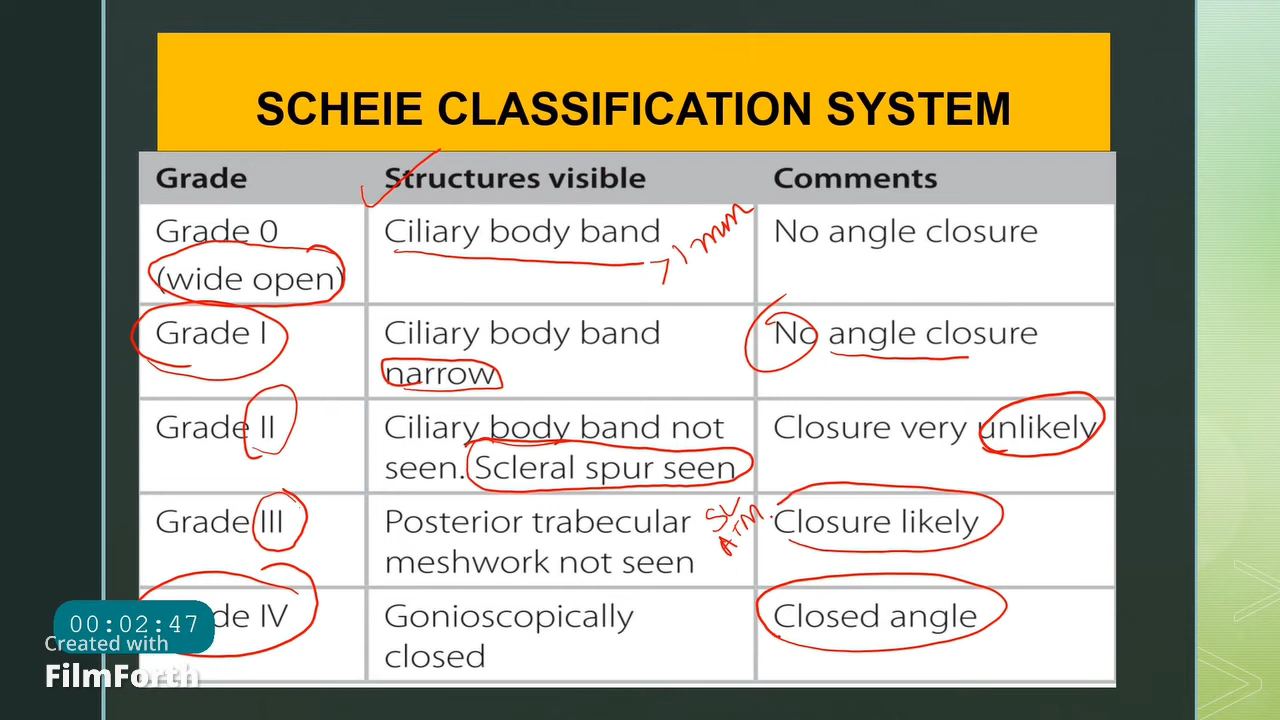 SCHEIE CLASSIFICATION SYSTEM
Grade Structures visible Comments
Grade 0 Ciliary body band >1mm No angle closure
(wide open)
Grade I Ciliary body band No angle closure
narrow
Grade II Ciliary body band not Closure very unlikely
seen. Scleral spur seen
Grade III Posterior trabecular SL Closure likely
meshwork not seen ATM
de IV Gonioscopically Closed angle
closed
00:02:47
Created with
FilmForth